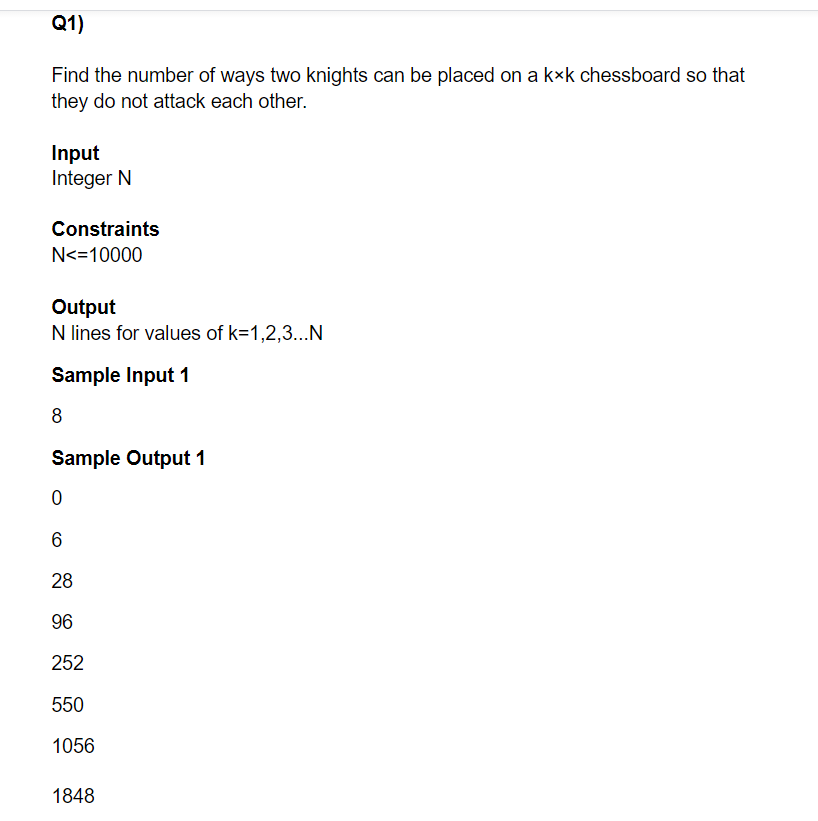 Q1)
Find the number of ways two knights can be placed on a k×k chessboard so that
they do not attack each other.
Input
Integer N
Constraints
N<=10000
Output
N lines for values of k=1,2,3...N
Sample Input 1
8
Sample Output 1
0
6
28
96
252
550
1056
1848